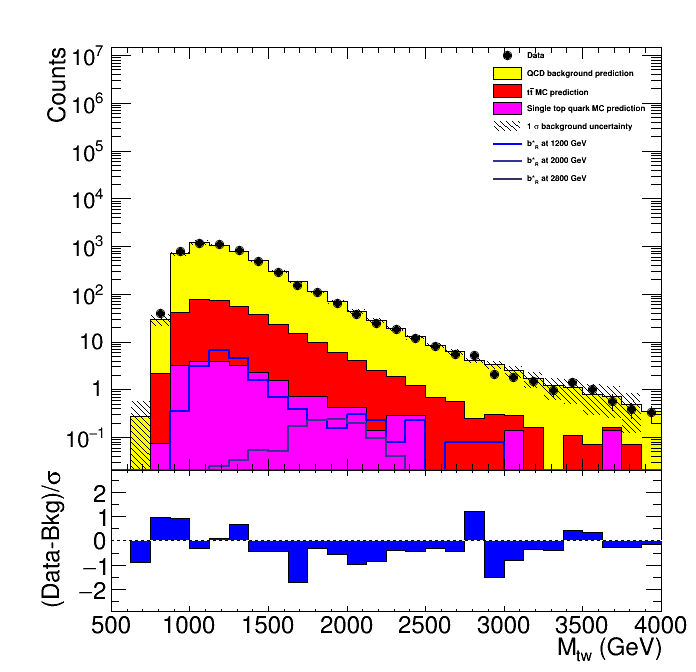 10⁷
10⁶
10⁵
10⁴
10³
10²
10
1
10⁻¹
Counts
Data
QCD background prediction
tt̄ MC prediction
Single top quark MC prediction
1 σ background uncertainty
b*R at 1200 GeV
b*R at 2000 GeV
b*R at 2800 GeV
(Data-Bkg)/σ
2
1
0
−1
−2
500 1000 1500 2000 2500 3000 3500 4000
Mtw (GeV)